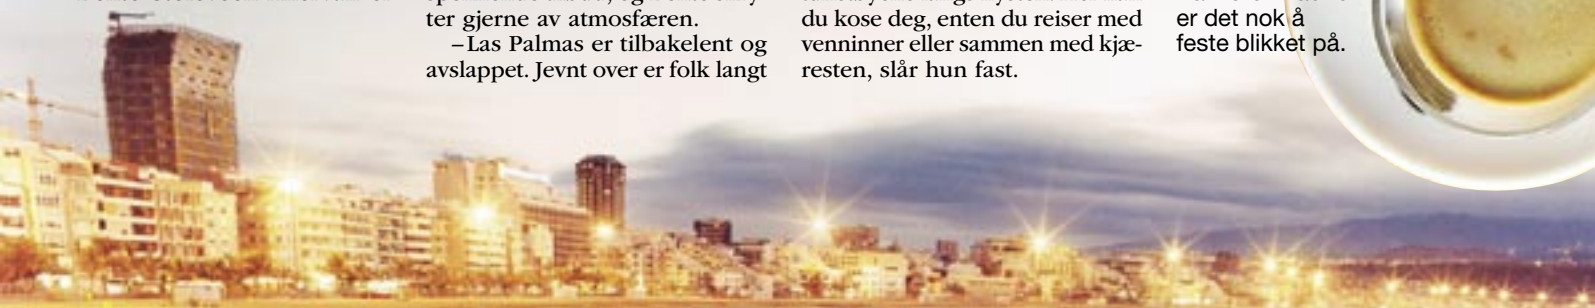 ter gjerne av atmosfæren.
–Las Palmas er tilbakelent og
avslappet. Jevnt over er folk langt
du kose deg, enten du reiser med
venninner eller sammen med kjæ-
resten, slår hun fast.
er det nok å
feste blikket på.